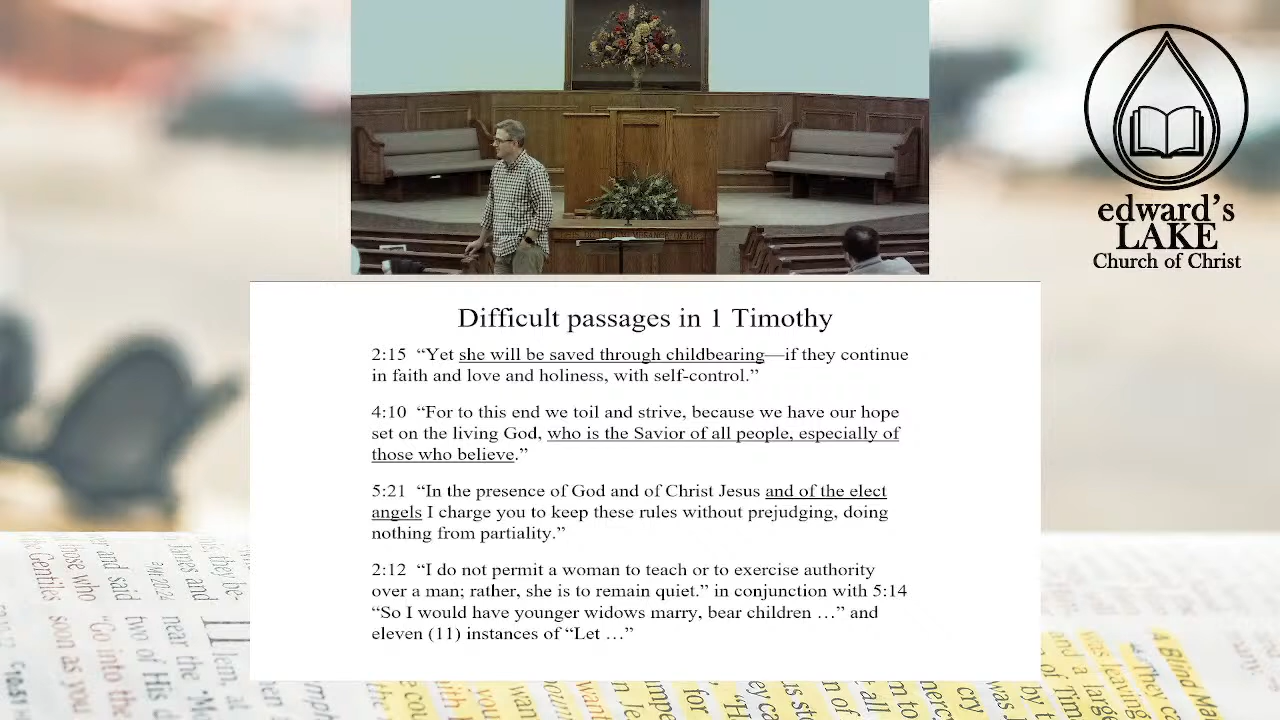 edward's
LAKE
Church of Christ
Difficult passages in 1 Timothy
2:15 “Yet she will be saved through childbearing—if they continue
in faith and love and holiness, with self-control.”
4:10 “For to this end we toil and strive, because we have our hope
set on the living God, who is the Savior of all people, especially of
those who believe.”
5:21 “In the presence of God and of Christ Jesus and of the elect
angels I charge you to keep these rules without prejudging, doing
nothing from partiality.”
2:12 “I do not permit a woman to teach or to exercise authority
over a man; rather, she is to remain quiet.” in conjunction with 5:14
“So I would have younger widows marry, bear children …” and
eleven (11) instances of “Let …”